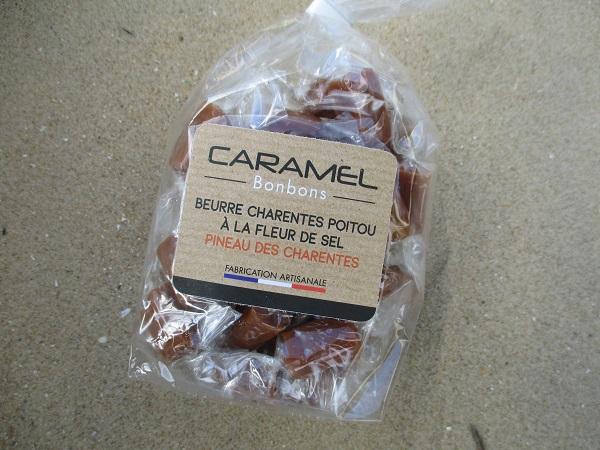 CARAMEL
Bonbons
BEURRE CHARENTES POITOU
À LA FLEUR DE SEL
PINEAU DES CHARENTES
FABRICATION ARTISANALE